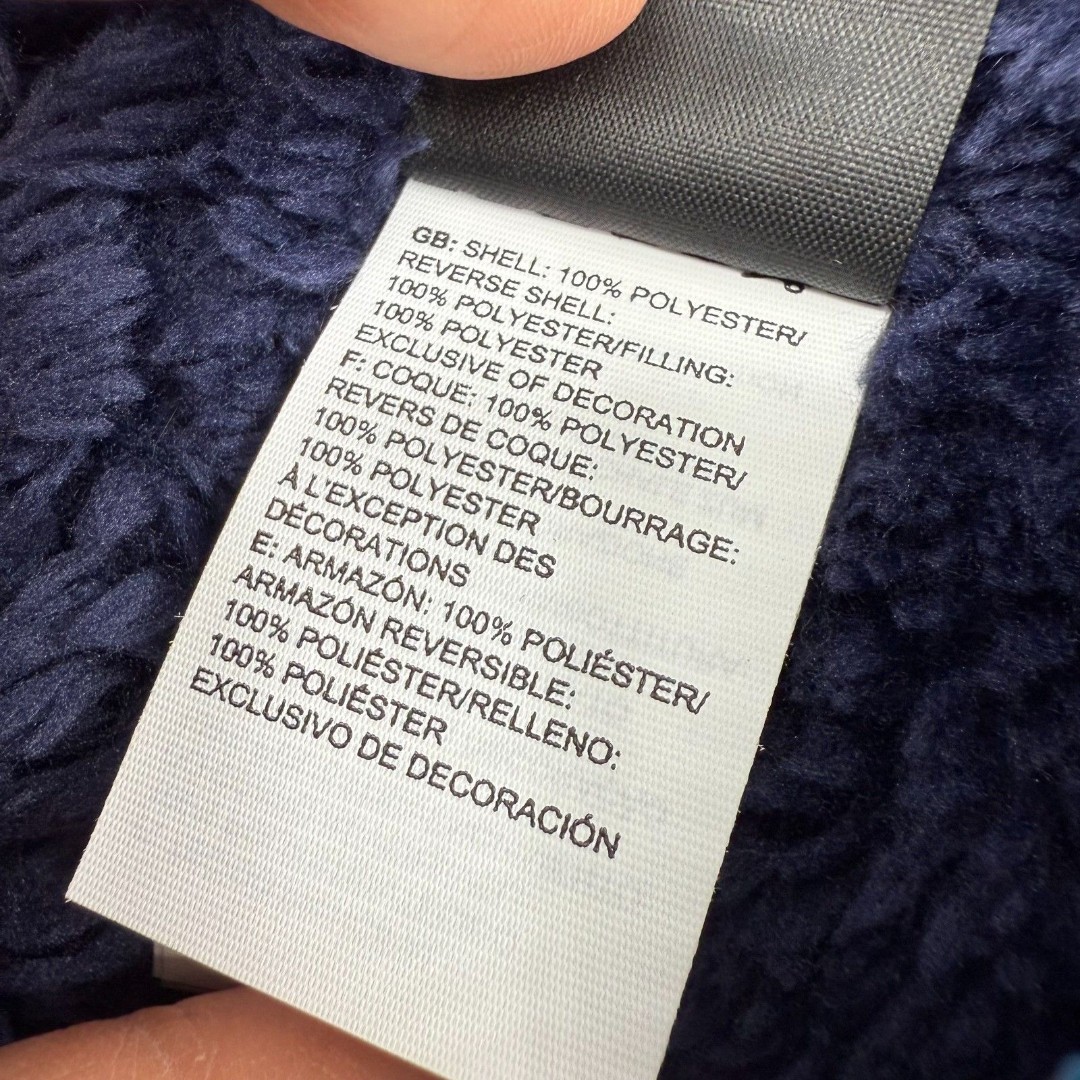 GB: SHELL: 100% POLYESTER/
REVERSE SHELL:
100% POLYESTER/FILLING:
100% POLYESTER
EXCLUSIVE OF DECORATION
F: COQUE: 100% POLYESTER/
REVERS DE COQUE:
100% POLYESTER/BOURRAGE:
100% POLYESTER
À L'EXCEPTION DES
DÉCORATIONS
E: ARMAZÓN: 100% POLIÉSTER/
ARMAZÓN REVERSIBLE:
100% POLIÉSTER/RELLENO:
100% POLIÉSTER
EXCLUSIVO DE DECORACIÓN